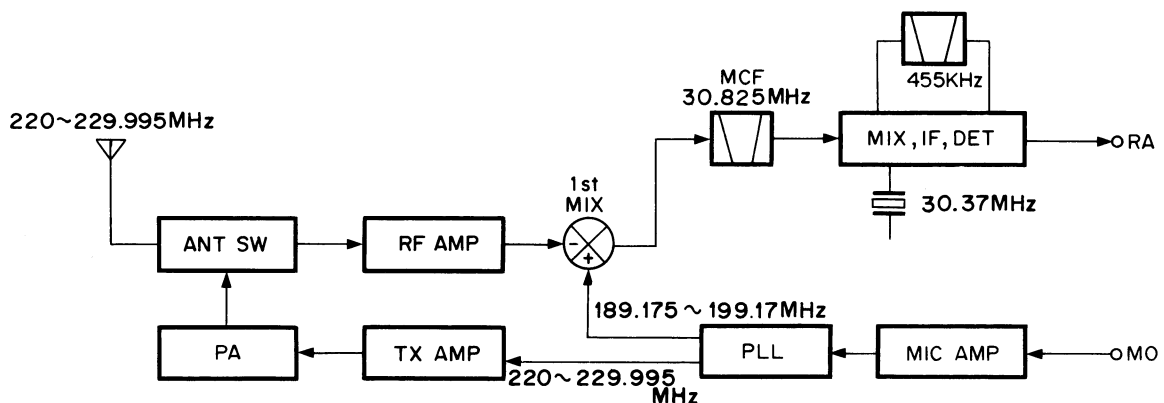 455KHz
MCF
30.825MHz
220~229.995MHz
MIX, IF, DET
RA
1st
MIX
30.37MHz
ANT SW
RF AMP
-
+
189.175~199.17MHz
PA
TX AMP
PLL
MIC AMP
MO
220~229.995
MHz